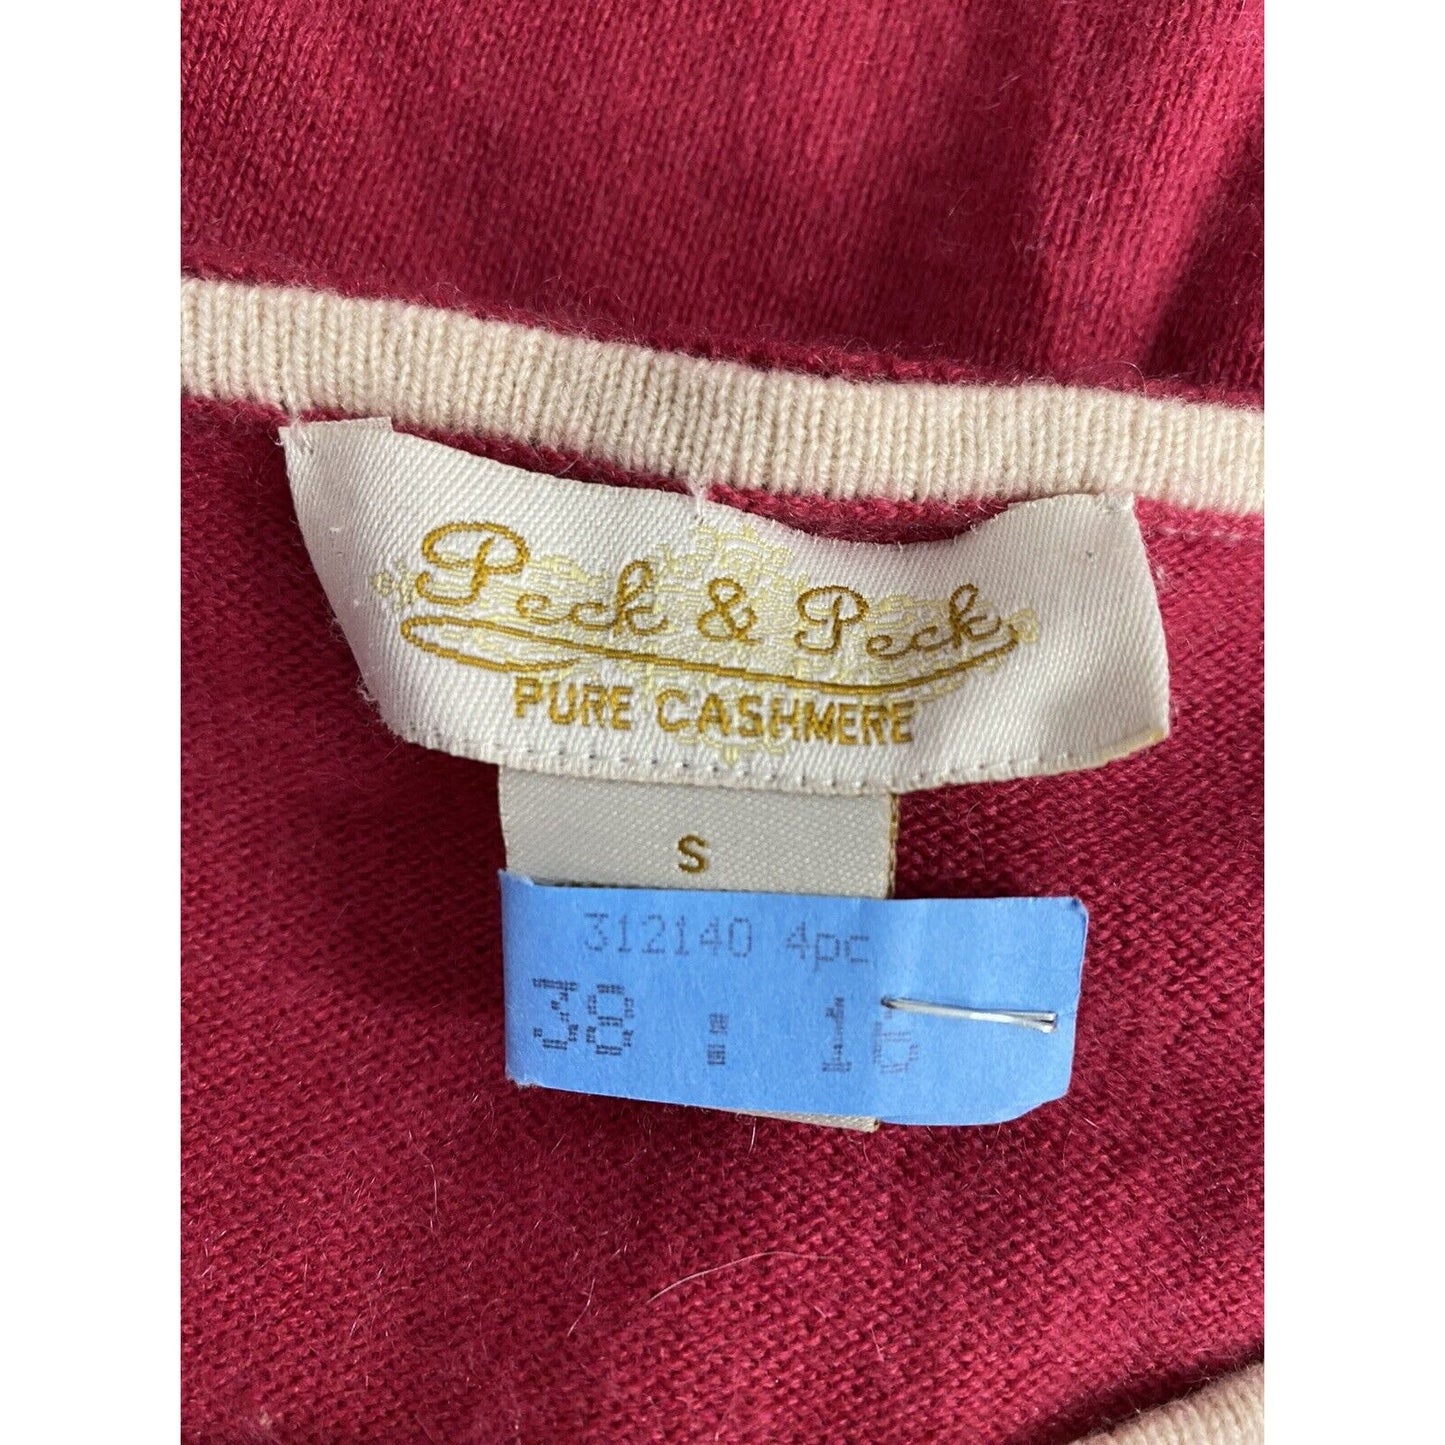 Peck & Peck
PURE CASHMERE
S
312140 4pc
38 : 16